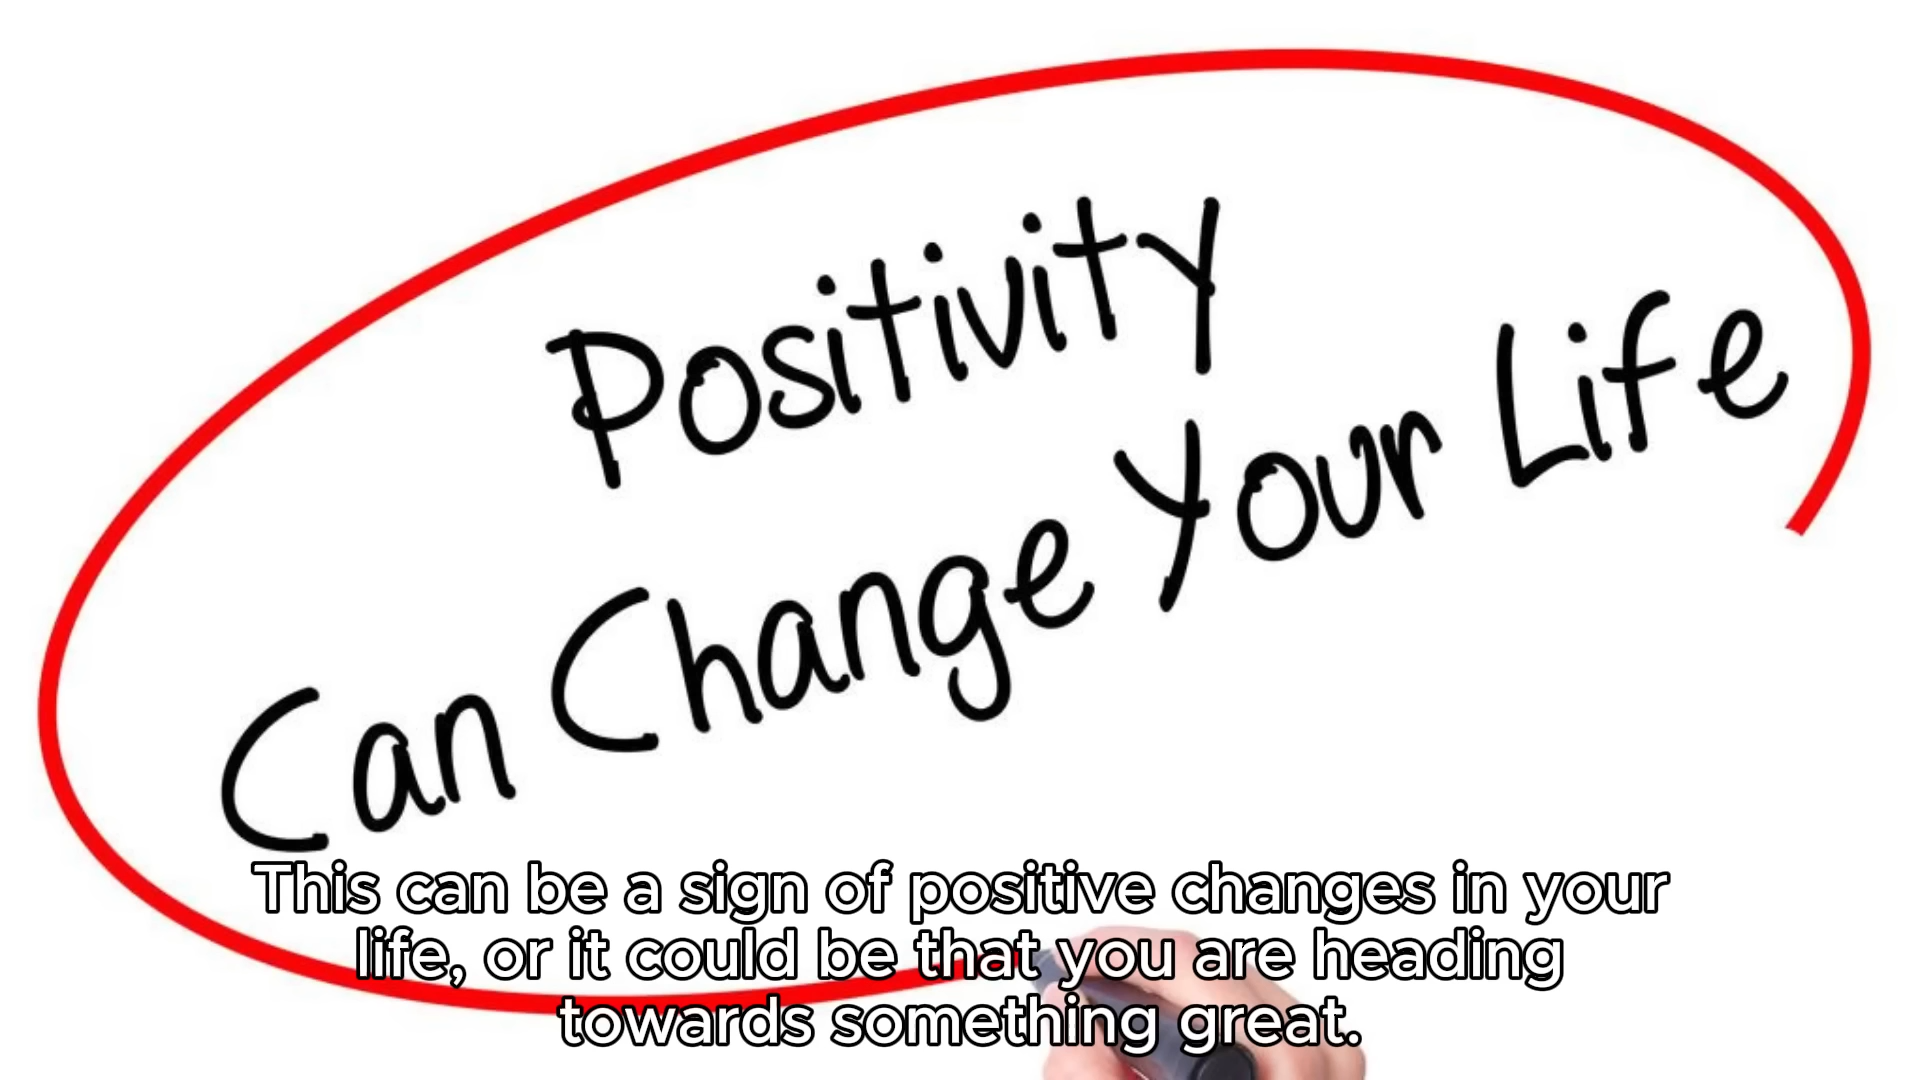 Positivity
Can Change Your Life
This can be a sign of positive changes in your
life, or it could be that you are heading
towards something great.